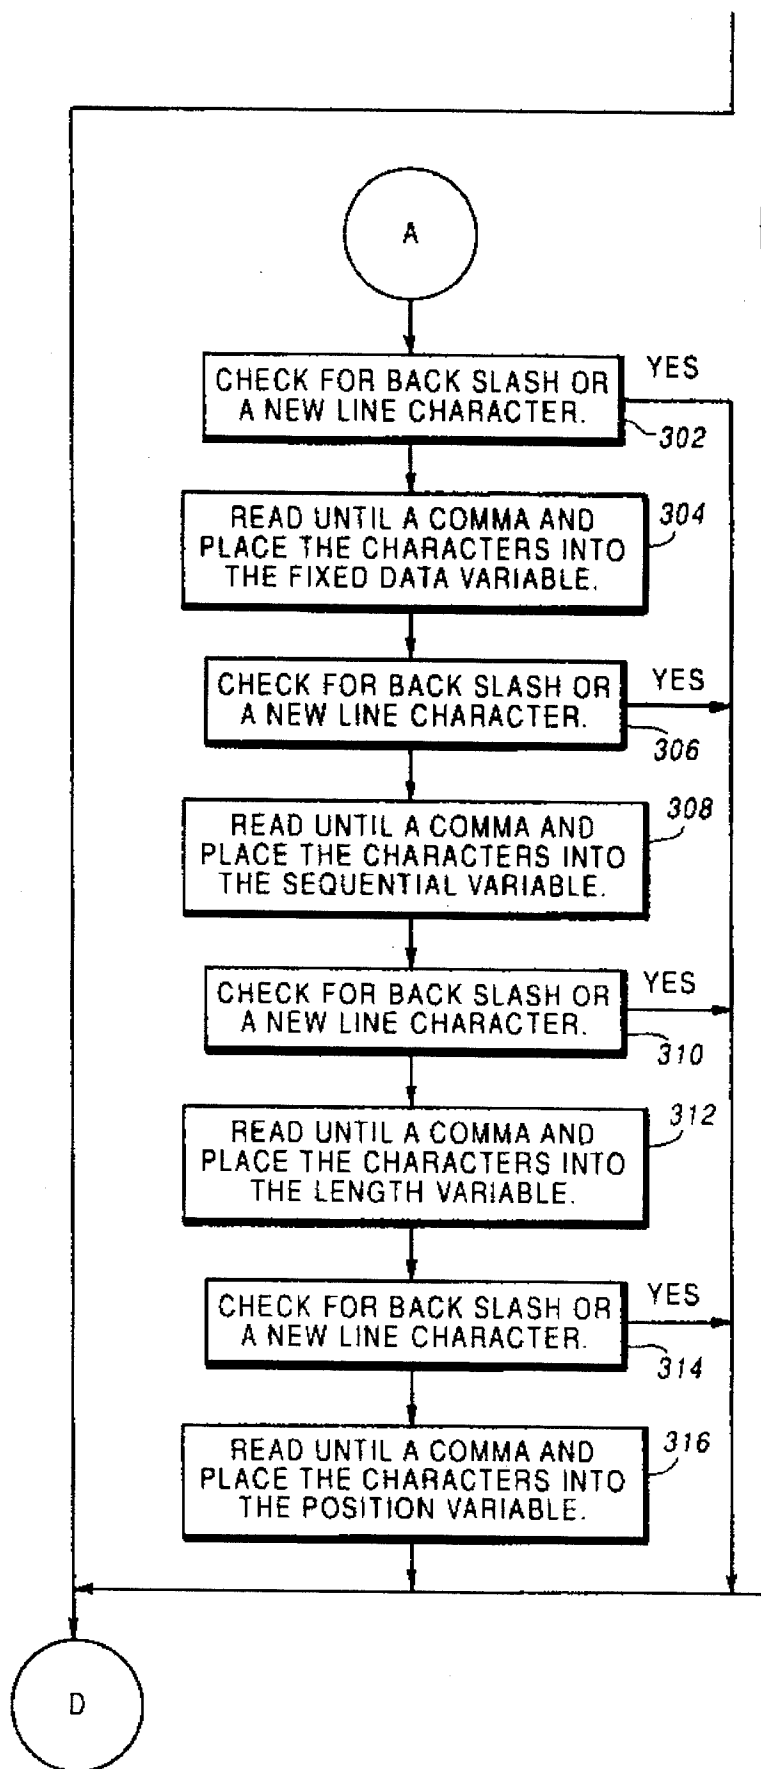 A
CHECK FOR BACK SLASH OR
A NEW LINE CHARACTER.
YES
302
READ UNTIL A COMMA AND
PLACE THE CHARACTERS INTO
THE FIXED DATA VARIABLE.
304
CHECK FOR BACK SLASH OR
A NEW LINE CHARACTER.
YES
306
READ UNTIL A COMMA AND
PLACE THE CHARACTERS INTO
THE SEQUENTIAL VARIABLE.
308
CHECK FOR BACK SLASH OR
A NEW LINE CHARACTER.
YES
310
READ UNTIL A COMMA AND
PLACE THE CHARACTERS INTO
THE LENGTH VARIABLE.
312
CHECK FOR BACK SLASH OR
A NEW LINE CHARACTER.
YES
314
READ UNTIL A COMMA AND
PLACE THE CHARACTERS INTO
THE POSITION VARIABLE.
316
D